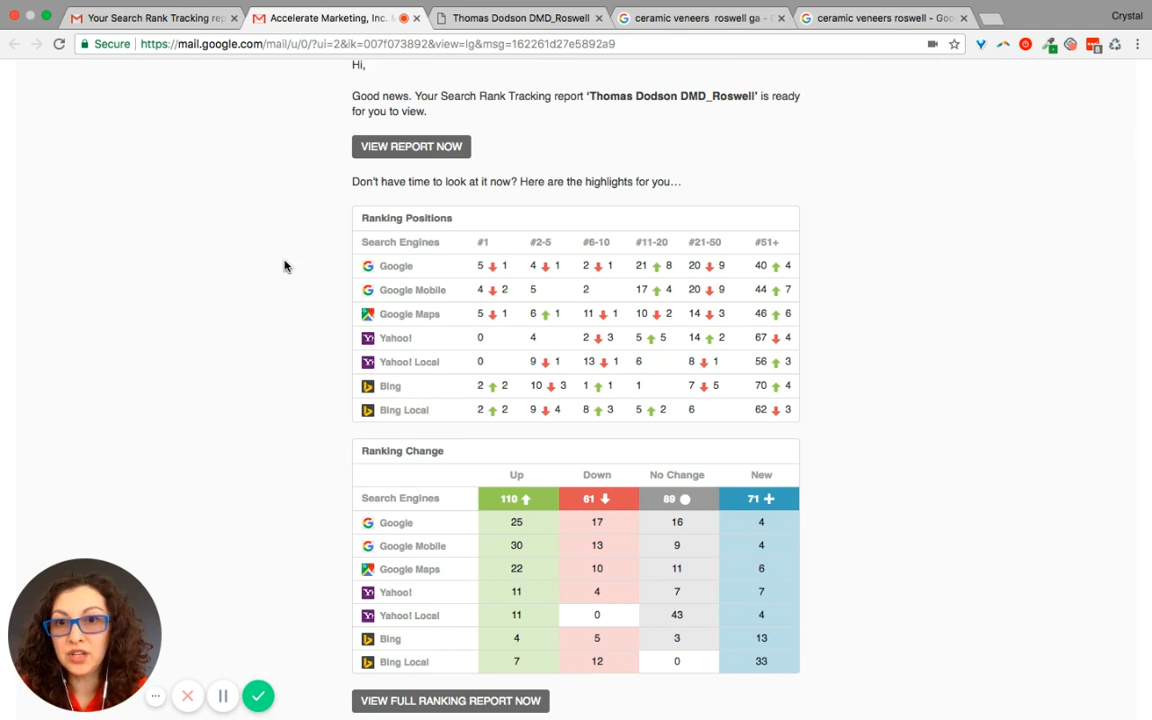 Your Search Rank Tracking rep
Accelerate Marketing, Inc.
Thomas Dodson DMD_Roswell
ceramic veneers roswell ga -
ceramic veneers roswell - Goo
Crystal
Secure
https://mail.google.com/mail/u/0/?ui=2&ik=007f073892&view=lg&msg=162261d27e5892a9
8
Hi,
Good news. Your Search Rank Tracking report ‘Thomas Dodson DMD_Roswell’ is ready
for you to view.
VIEW REPORT NOW
Don't have time to look at it now? Here are the highlights for you…
Ranking Positions
Search Engines #1 #2-5 #6-10 #11-20 #21-50 #51+
Google 5 1 4 1 2 1 21 8 20 9 40 4
Google Mobile 4 2 5 2 17 4 20 9 44 7
Google Maps 5 1 6 1 11 1 10 2 14 3 46 6
Yahoo! 0 4 2 3 5 5 14 2 67 4
Yahoo! Local 0 9 1 13 1 6 8 1 56 3
Bing 2 2 10 3 1 1 1 7 5 70 4
Bing Local 2 2 9 4 8 3 5 2 6 62 3
Ranking Change
Up Down No Change New
Search Engines 110 61 89 71
Google 25 17 16 4
Google Mobile 30 13 9 4
Google Maps 22 10 11 6
Yahoo! 11 4 7 7
Yahoo! Local 11 0 43 4
Bing 4 5 3 13
Bing Local 7 12 0 33
VIEW FULL RANKING REPORT NOW